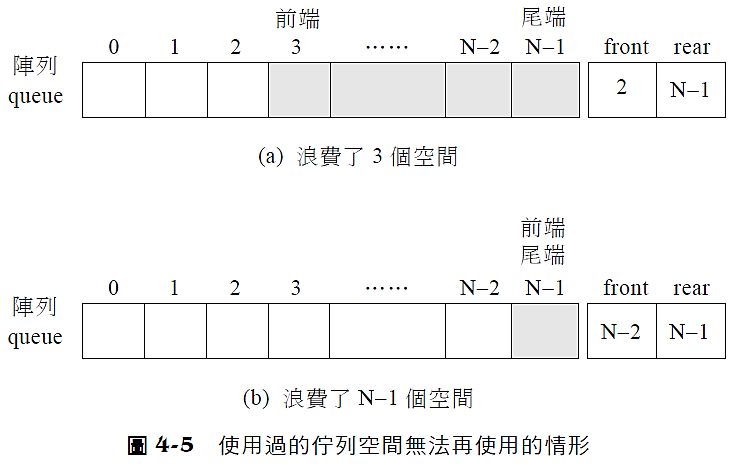 前端 尾端
0 1 2 3 …… N–2 N–1 front rear
陣列
queue
2 N–1
(a) 浪費了 3 個空間
前端
尾端
0 1 2 3 …… N–2 N–1 front rear
陣列
queue
N–2 N–1
(b) 浪費了 N–1 個空間
圖 4-5 使用過的佇列空間無法再使用的情形